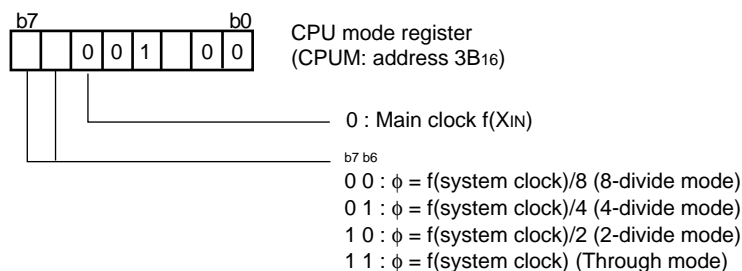 b7 b0
0 0 1 0 0
CPU mode register
(CPUM: address 3B16)
0 : Main clock f(XIN)
b7 b6
0 0 : ϕ = f(system clock)/8 (8-divide mode)
0 1 : ϕ = f(system clock)/4 (4-divide mode)
1 0 : ϕ = f(system clock)/2 (2-divide mode)
1 1 : ϕ = f(system clock) (Through mode)